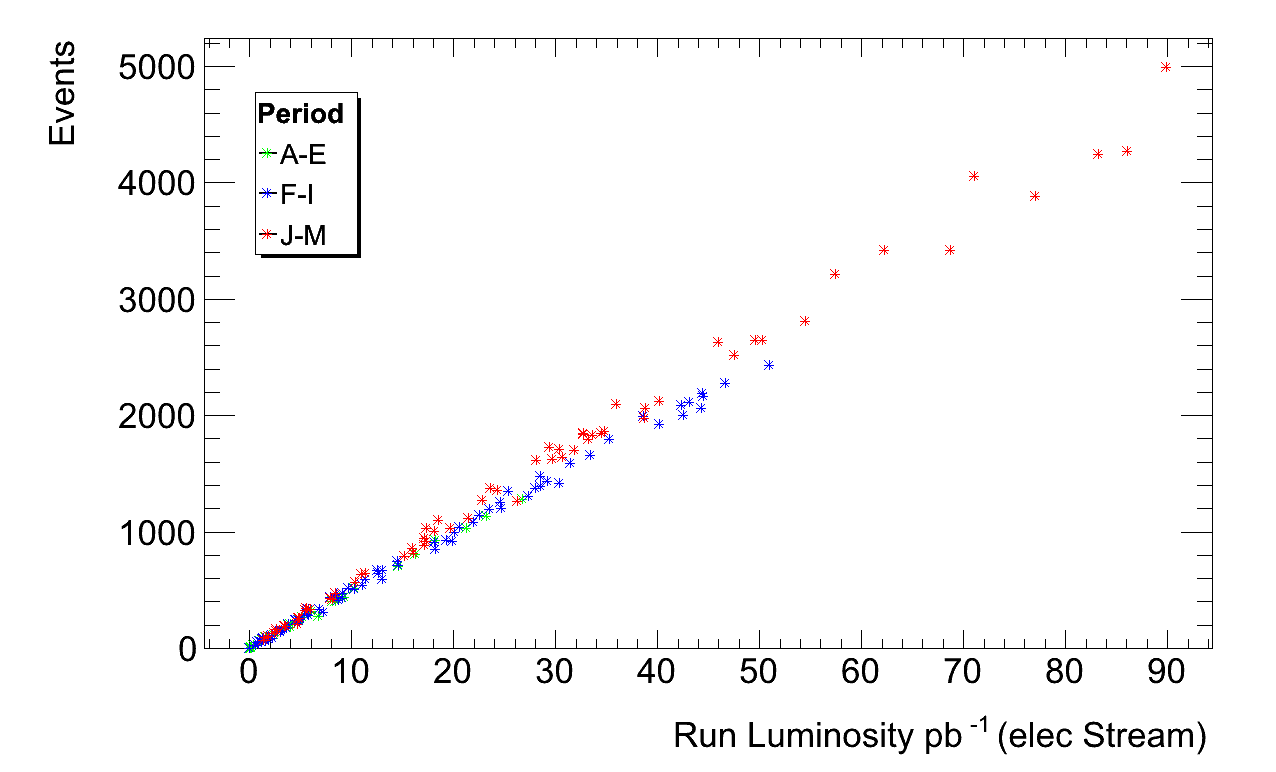 Events
5000
4000
3000
2000
1000
0
Period
A-E
F-I
J-M
0 10 20 30 40 50 60 70 80 90
Run Luminosity pb⁻¹ (elec Stream)